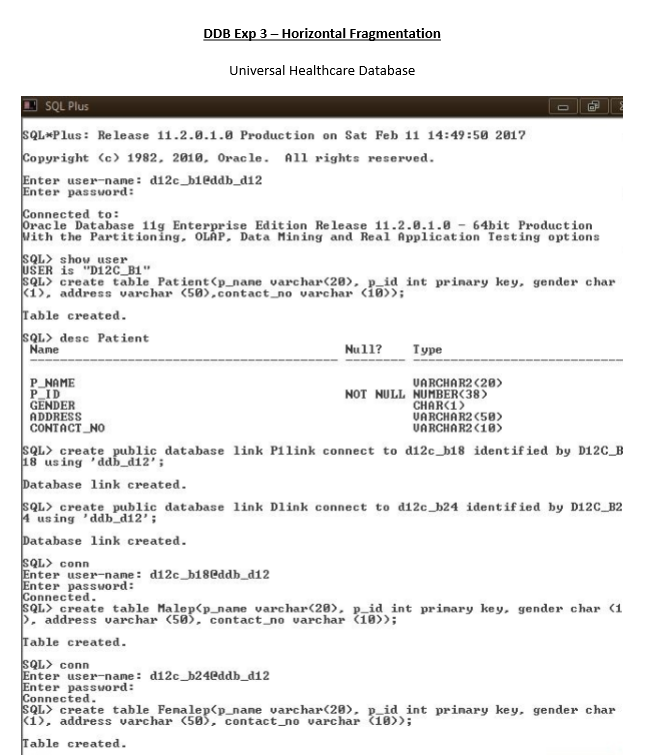 DDB Exp 3 – Horizontal Fragmentation
Universal Healthcare Database
SQL Plus
SQL*Plus: Release 11.2.0.1.0 Production on Sat Feb 11 14:49:50 2017
Copyright (c) 1982, 2010, Oracle.  All rights reserved.
Enter user-name: d12c_b1@ddb_d12
Enter password:
Connected to:
Oracle Database 11g Enterprise Edition Release 11.2.0.1.0 - 64bit Production
With the Partitioning, OLAP, Data Mining and Real Application Testing options
SQL> show user
USER is "D12C_B1"
SQL> create table Patient(p_name varchar(20), p_id int primary key, gender char
(1), address varchar (50),contact_no varchar (10));
Table created.
SQL> desc Patient
Name Null? Type
P_NAME VARCHAR2(20)
P_ID NOT NULL NUMBER(38)
GENDER CHAR(1)
ADDRESS VARCHAR2(50)
CONTACT_NO VARCHAR2(10)
SQL> create public database link P1link connect to d12c_b18 identified by D12C_B
18 using 'ddb_d12';
Database link created.
SQL> create public database link Dlink connect to d12c_b24 identified by D12C_B2
4 using 'ddb_d12';
Database link created.
SQL> conn
Enter user-name: d12c_b18@ddb_d12
Enter password:
Connected.
SQL> create table Malep(p_name varchar(20), p_id int primary key, gender char (1
), address varchar (50), contact_no varchar (10));
Table created.
SQL> conn
Enter user-name: d12c_b24@ddb_d12
Enter password:
Connected.
SQL> create table Femalep(p_name varchar(20), p_id int primary key, gender char
(1), address varchar (50), contact_no varchar (10));
Table created.